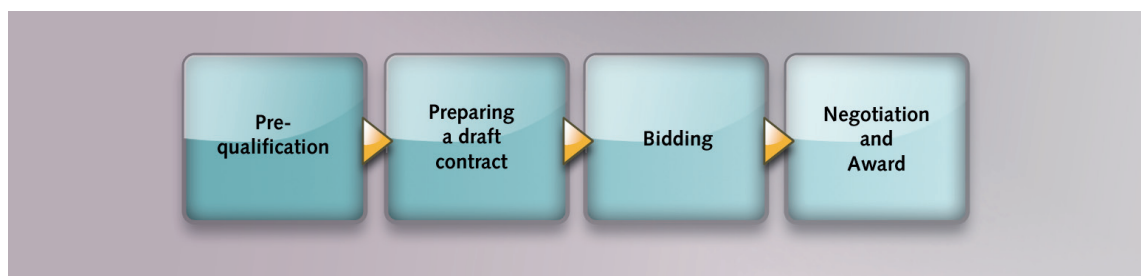 Pre-
qualification
Preparing
a draft
contract
Bidding
Negotiation
and
Award